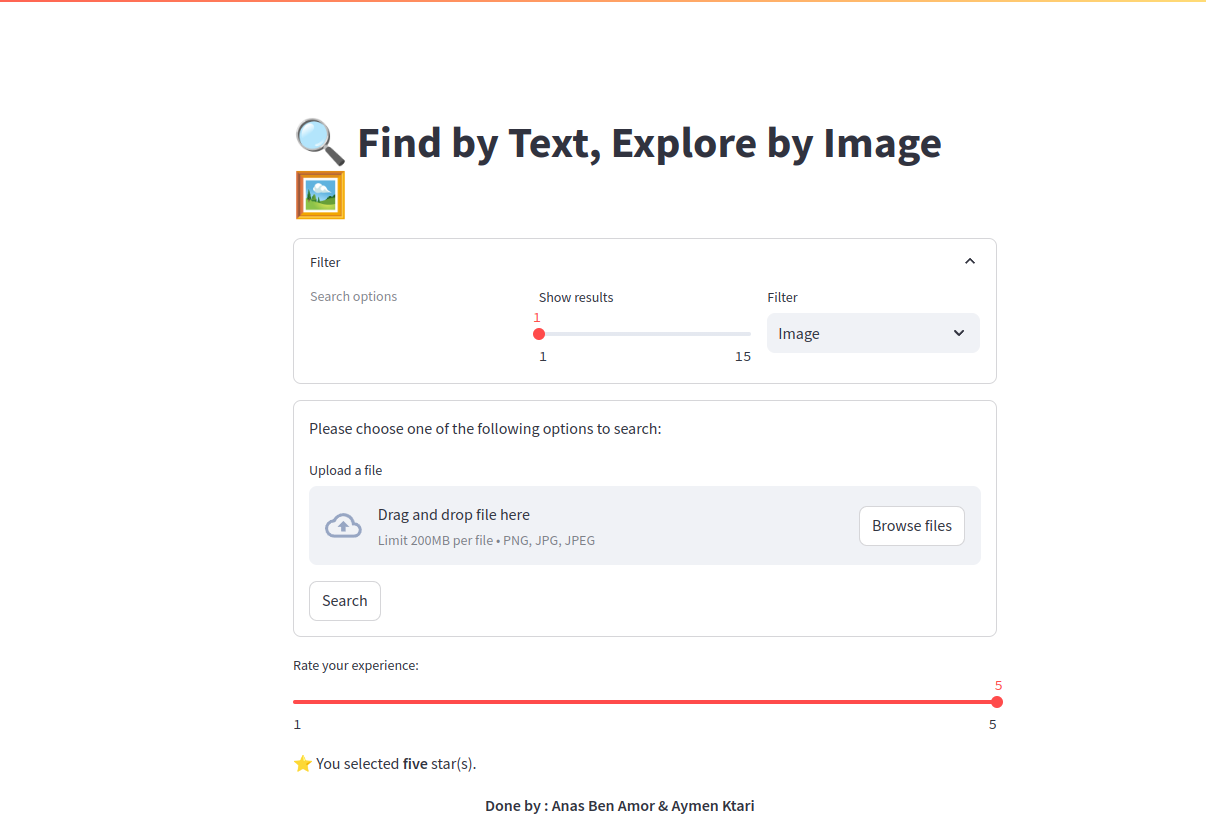 🔍 Find by Text, Explore by Image
🖼️
Filter
Search options
Show results
Filter
1
Image
1
15
Please choose one of the following options to search:
Upload a file
Drag and drop file here
Limit 200MB per file • PNG, JPG, JPEG
Browse files
Search
Rate your experience:
5
1
5
⭐ You selected five star(s).
Done by : Anas Ben Amor & Aymen Ktari